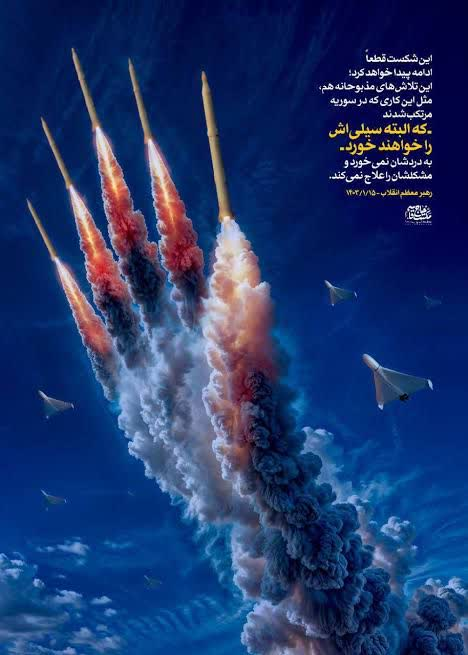 این شکست قطعاً
ادامه پیدا خواهد کرد؛
این تلاش‌های مذبوحانه هم،
مثل این کاری که در سوریه
مرتکب شدند
ـ که البته سیلی‌اش
را خواهند خورد ـ
به دردشان نمی‌خورد و
مشکلشان را علاج نمی‌کند.
رهبر معظم انقلاب - ۱۴۰۳/۱/۱۵